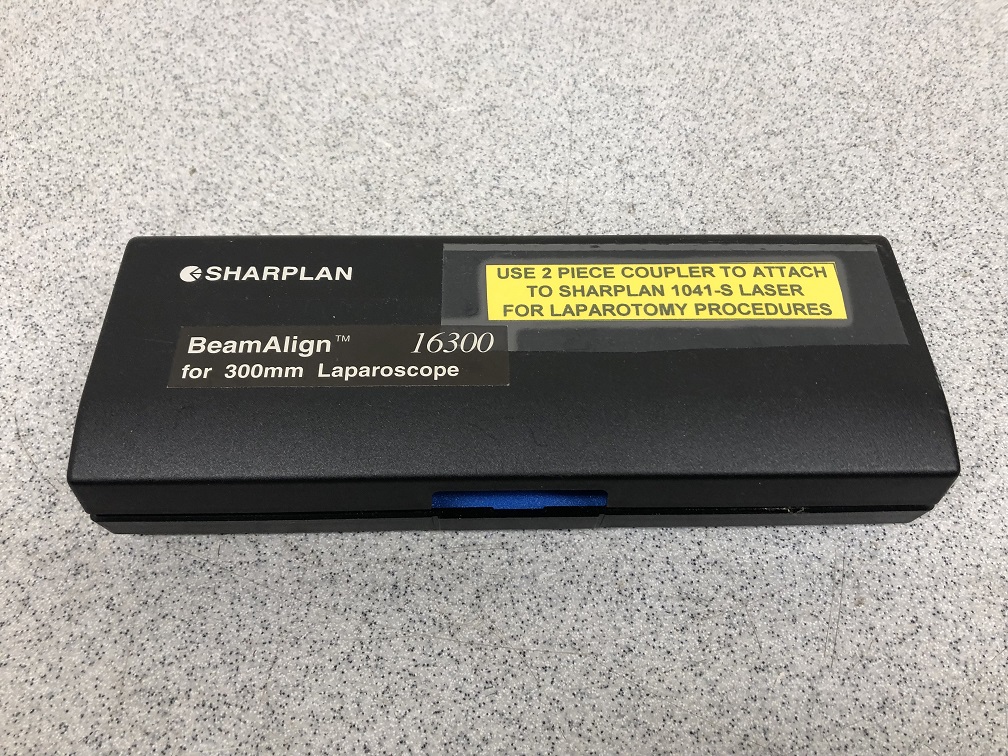 SHARPLAN
USE 2 PIECE COUPLER TO ATTACH
TO SHARPLAN 1041-S LASER
FOR LAPAROTOMY PROCEDURES
BeamAlign™ 16300
for 300mm Laparoscope